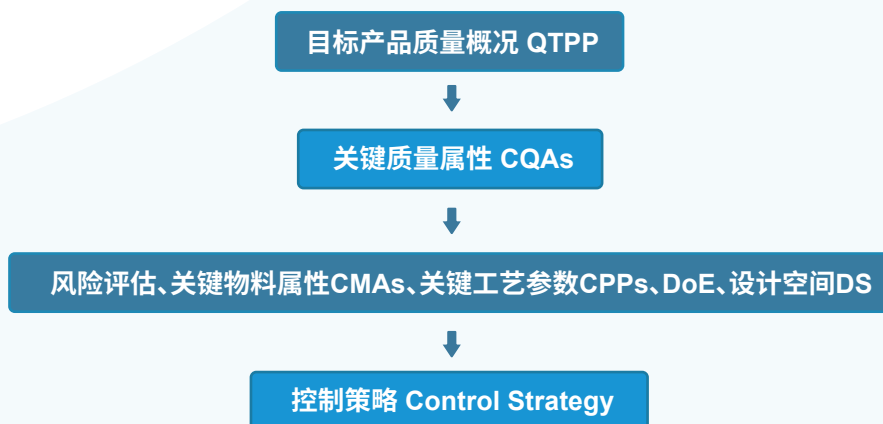 目标产品质量概况 QTPP
关键质量属性 CQAs
风险评估、关键物料属性CMAs、关键工艺参数CPPs、DoE、设计空间DS
控制策略 Control Strategy